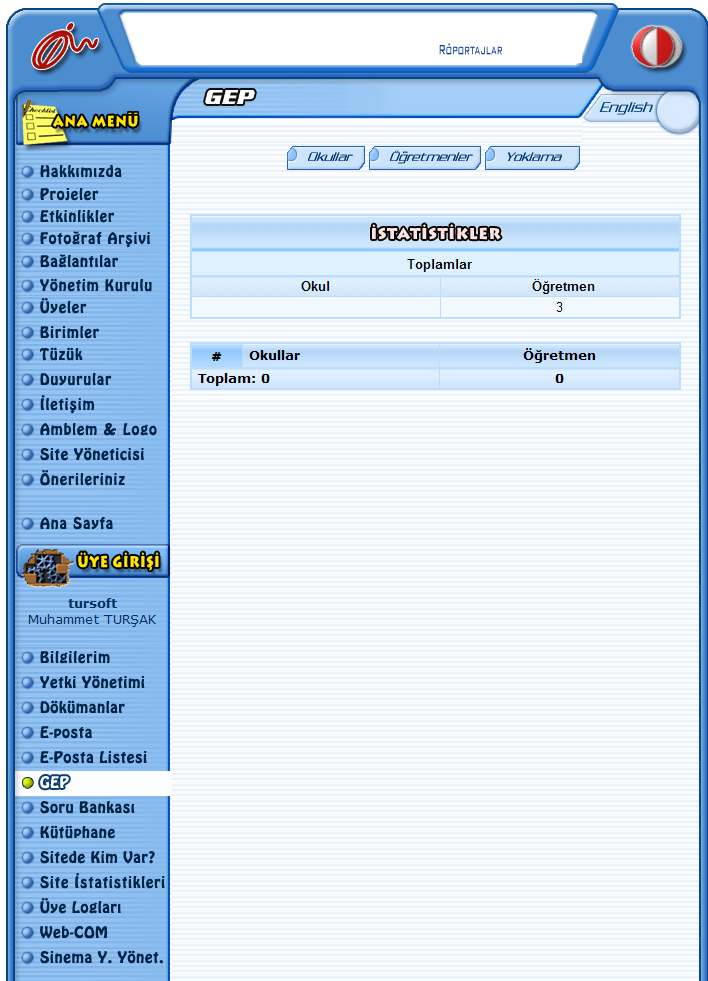 RÖPORTAJLAR
GEP
English
ANA MENÜ
Okullar
Öğretmenler
Yoklama
Hakkımızda
Projeler
Etkinlikler
Fotoğraf Arşivi
Bağlantılar
Yönetim Kurulu
Üyeler
Birimler
Tüzük
Duyurular
İletişim
Amblem & Logo
Site Yöneticisi
Önerileriniz
Ana Sayfa
İSTATİSTİKLER
Toplamlar
Okul Öğretmen
3
# Okullar Öğretmen
Toplam: 0 0
ÜYE GİRİŞİ
tursoft
Muhammet TURŞAK
Bilgilerim
Yetki Yönetimi
Dökümanlar
E-posta
E-Posta Listesi
GEP
Soru Bankası
Kütüphane
Sitede Kim Var?
Site İstatistikleri
Üye Logları
Web-COM
Sinema Y. Yönet.